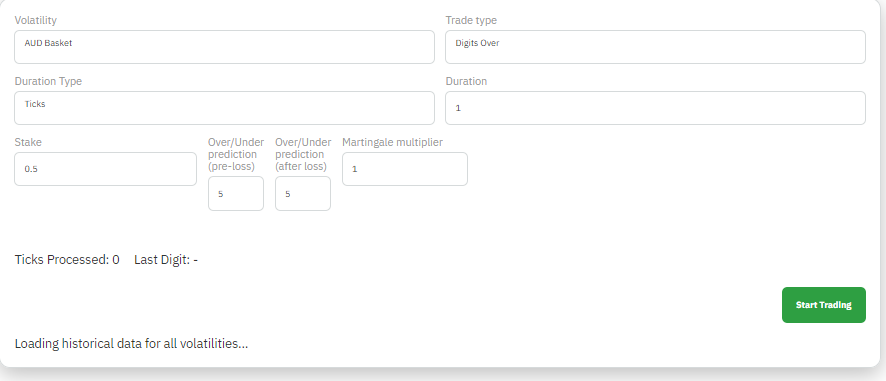 Volatility Trade type
AUD Basket Digits Over
Duration Type Duration
Ticks 1
Stake Over/Under Over/Under Martingale multiplier
prediction prediction
(pre-loss) (after loss)
0.5 5 5 1
Ticks Processed: 0 Last Digit: -
Start Trading
Loading historical data for all volatilities...